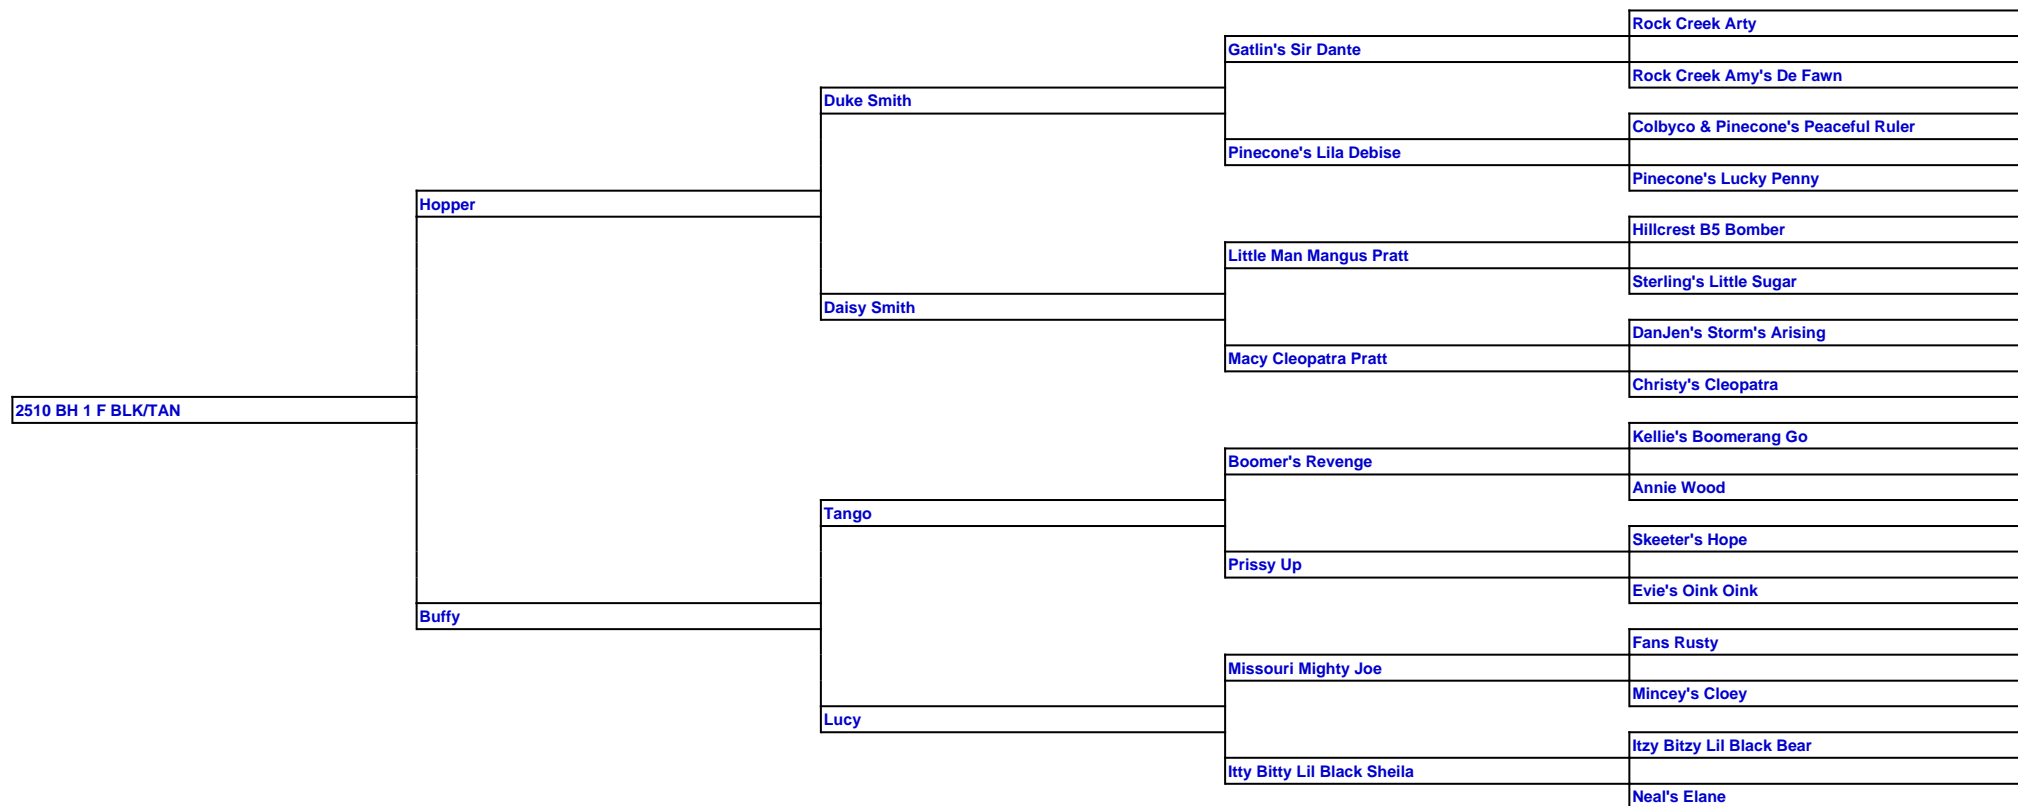 Rock Creek Arty
Gatlin's Sir Dante
Rock Creek Amy's De Fawn
Duke Smith
Colbyco & Pinecone's Peaceful Ruler
Pinecone's Lila Debise
Pinecone's Lucky Penny
Hopper
Hillcrest B5 Bomber
Little Man Mangus Pratt
Sterling's Little Sugar
Daisy Smith
DanJen's Storm's Arising
Macy Cleopatra Pratt
Christy's Cleopatra
2510 BH 1 F BLK/TAN
Kellie's Boomerang Go
Boomer's Revenge
Annie Wood
Tango
Skeeter's Hope
Prissy Up
Evie's Oink Oink
Buffy
Fans Rusty
Missouri Mighty Joe
Mincey's Cloey
Lucy
Itzy Bitzy Lil Black Bear
Itty Bitty Lil Black Sheila
Neal's Elane